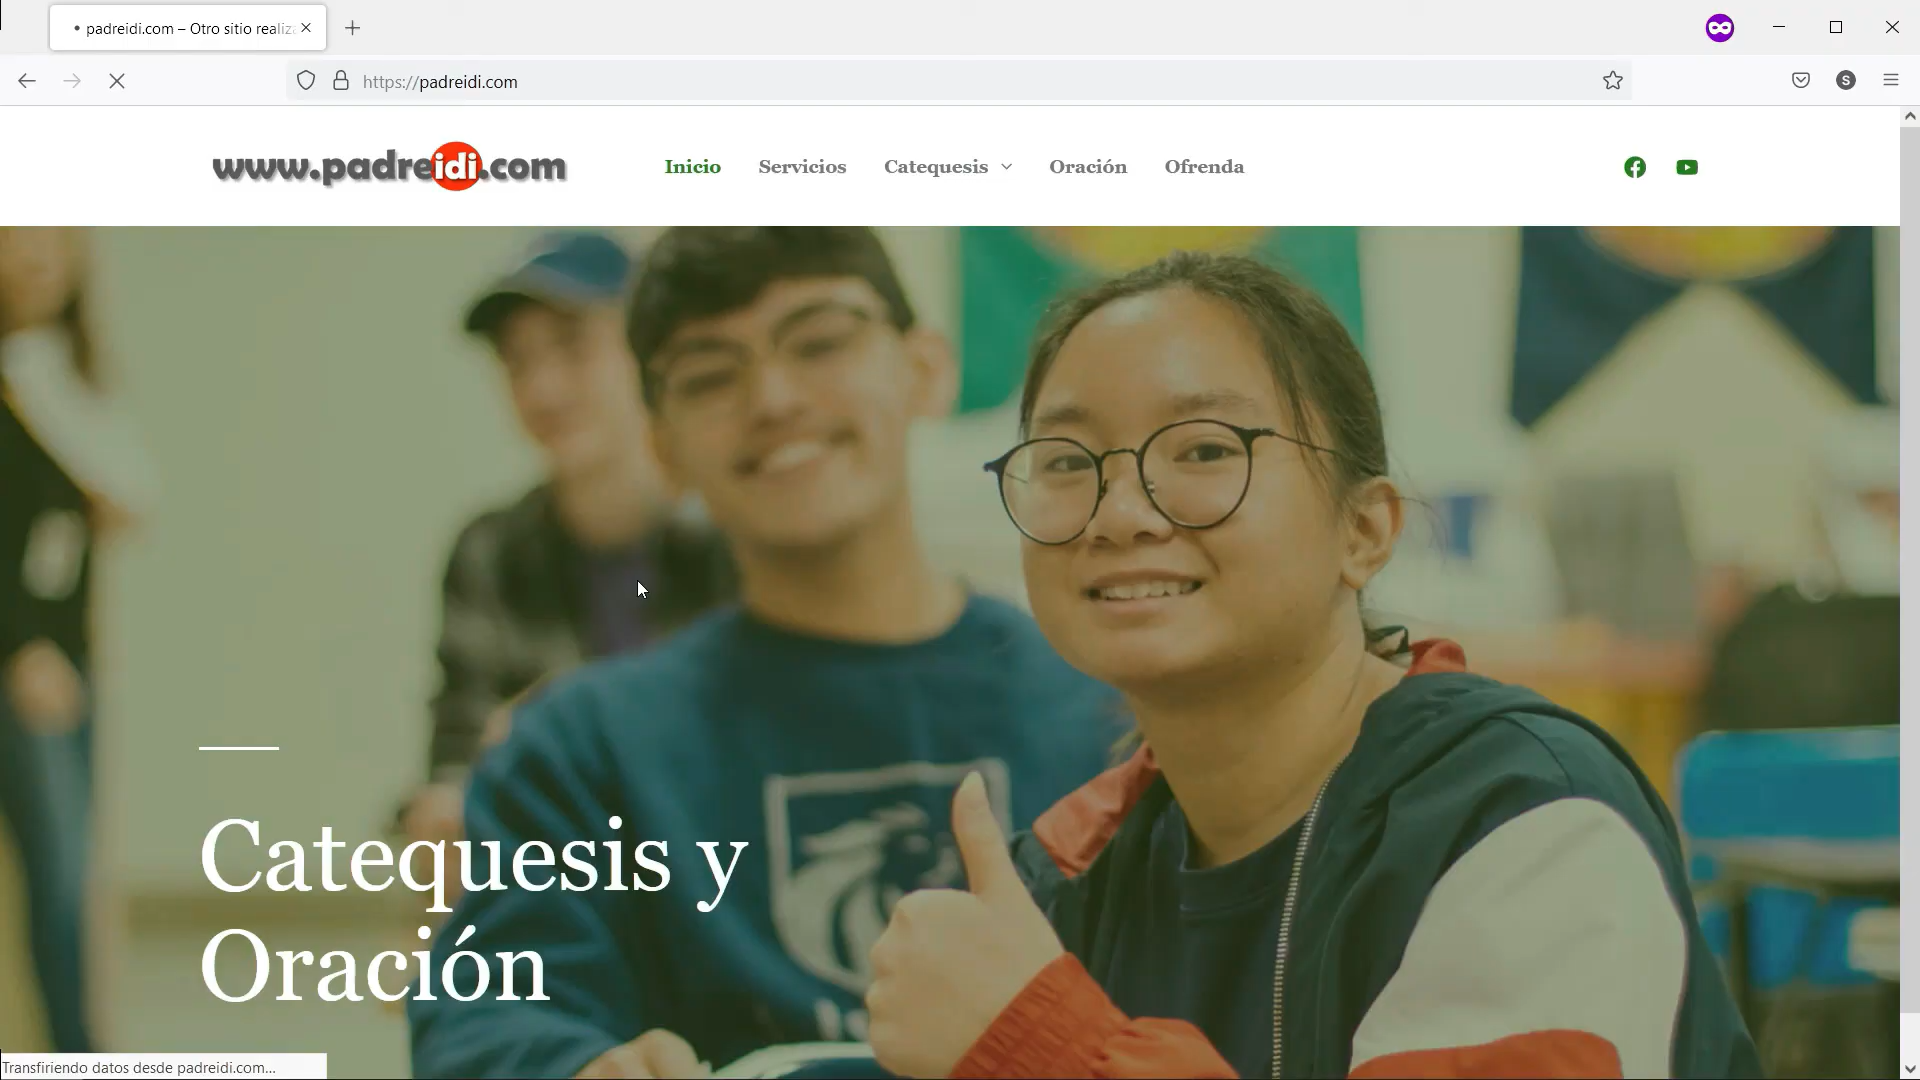 padreidi.com – Otro sitio realiz
https://padreidi.com
S
www.padreidi.com
Inicio
Servicios
Catequesis
Oración
Ofrenda
Catequesis y
Oración
Transfiriendo datos desde padreidi.com...